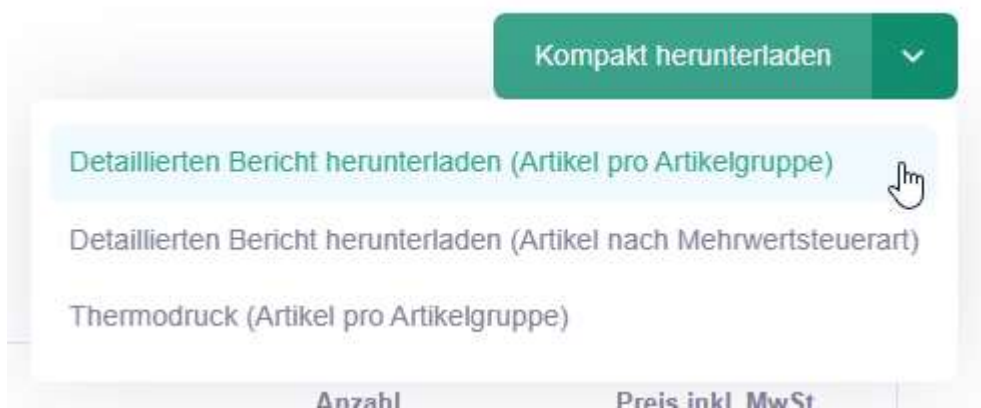 Kompakt herunterladen
Detaillierten Bericht herunterladen (Artikel pro Artikelgruppe)
Detaillierten Bericht herunterladen (Artikel nach Mehrwertsteuerart)
Thermodruck (Artikel pro Artikelgruppe)
Anzahl Preis inkl. MwSt